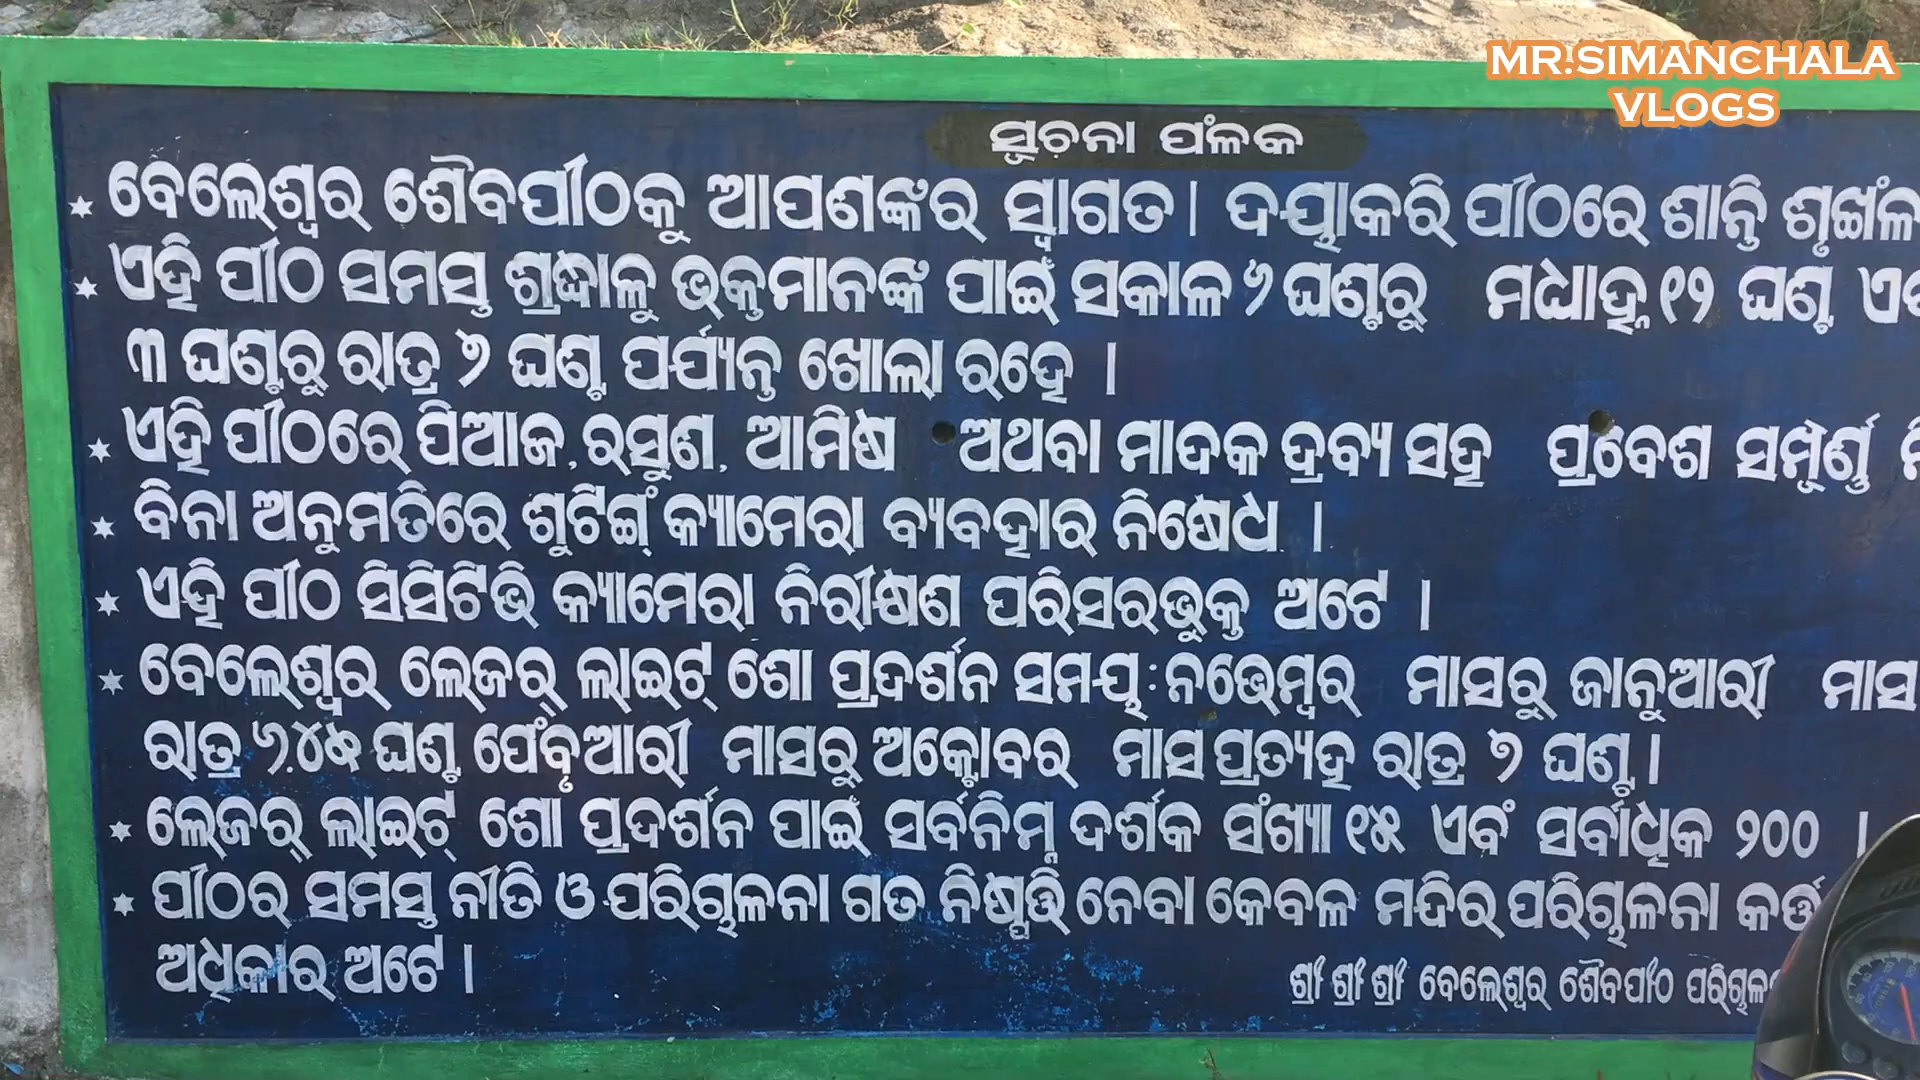 MR.SIMANCHALA
VLOGS
ସୂଚନା ଫଳକ
ବେଲେଶ୍ୱର ଶୈବପୀଠକୁ ଆପଣଙ୍କର ସ୍ୱାଗତ। ଦୟାକରି ପୀଠରେ ଶାନ୍ତି
ଏହି ପୀଠ ସମସ୍ତ ଶ୍ରଦ୍ଧାଳୁ ଭକ୍ତମାନଙ୍କ ପାଇଁ ସକାଳ ୬ ଘଣ୍ଟାରୁ ମଧ୍ୟାହ୍ନ ୧୨ ଘଣ୍ଟା
୩ ଘଣ୍ଟାରୁ ରାତ୍ର ୭ ଘଣ୍ଟା ପର୍ଯ୍ୟନ୍ତ ଖୋଲା ରହେ ।
ଏହି ପୀଠରେ ପିଆଜ, ରସୁଣ, ଆମିଷ ଅଥବା ମାଦକ ଦ୍ରବ୍ୟ ସହ ପ୍ରବେଶ ସମ୍ପୂର୍ଣ୍ଣ
ବିନା ଅନୁମତିରେ ଶୁଟିଙ୍ଗ୍ କ୍ୟାମେରା ବ୍ୟବହାର ନିଷେଧ ।
ଏହି ପୀଠ ସିସିଟିଭି କ୍ୟାମେରା ନିରୀକ୍ଷଣ ପରିସରଭୁକ୍ତ ଅଟେ ।
ବେଲେଶ୍ୱର ଲେଜର୍ ଲାଇଟ୍ ଶୋ ପ୍ରଦର୍ଶନ ସମୟ: ନଭେମ୍ବର ମାସରୁ ଜାନୁଆରୀ ମାସ
ରାତ୍ର ୬.୪୫ ଘଣ୍ଟା ଫେବୃଆରୀ ମାସରୁ ଅକ୍ଟୋବର ମାସ ପ୍ରତ୍ୟହ ରାତ୍ର ୭ ଘଣ୍ଟା।
ଲେଜର୍ ଲାଇଟ୍ ଶୋ ପ୍ରଦର୍ଶନ ପାଇଁ ସର୍ବନିମ୍ନ ଦର୍ଶକ ସଂଖ୍ୟା ୧୫ ଏବଂ ସର୍ବାଧିକ ୨୦୦ ।
ପୀଠର ସମସ୍ତ ନୀତି ଓ ପରିଚାଳନା ଗତ ନିଷ୍ପତ୍ତି ନେବା କେବଳ ମନ୍ଦିର ପରିଚାଳନା
ଅଧିକାର ଅଟେ ।
ଶ୍ରୀ ଶ୍ରୀ ଶ୍ରୀ ବେଲେଶ୍ୱର ଶୈବପୀଠ